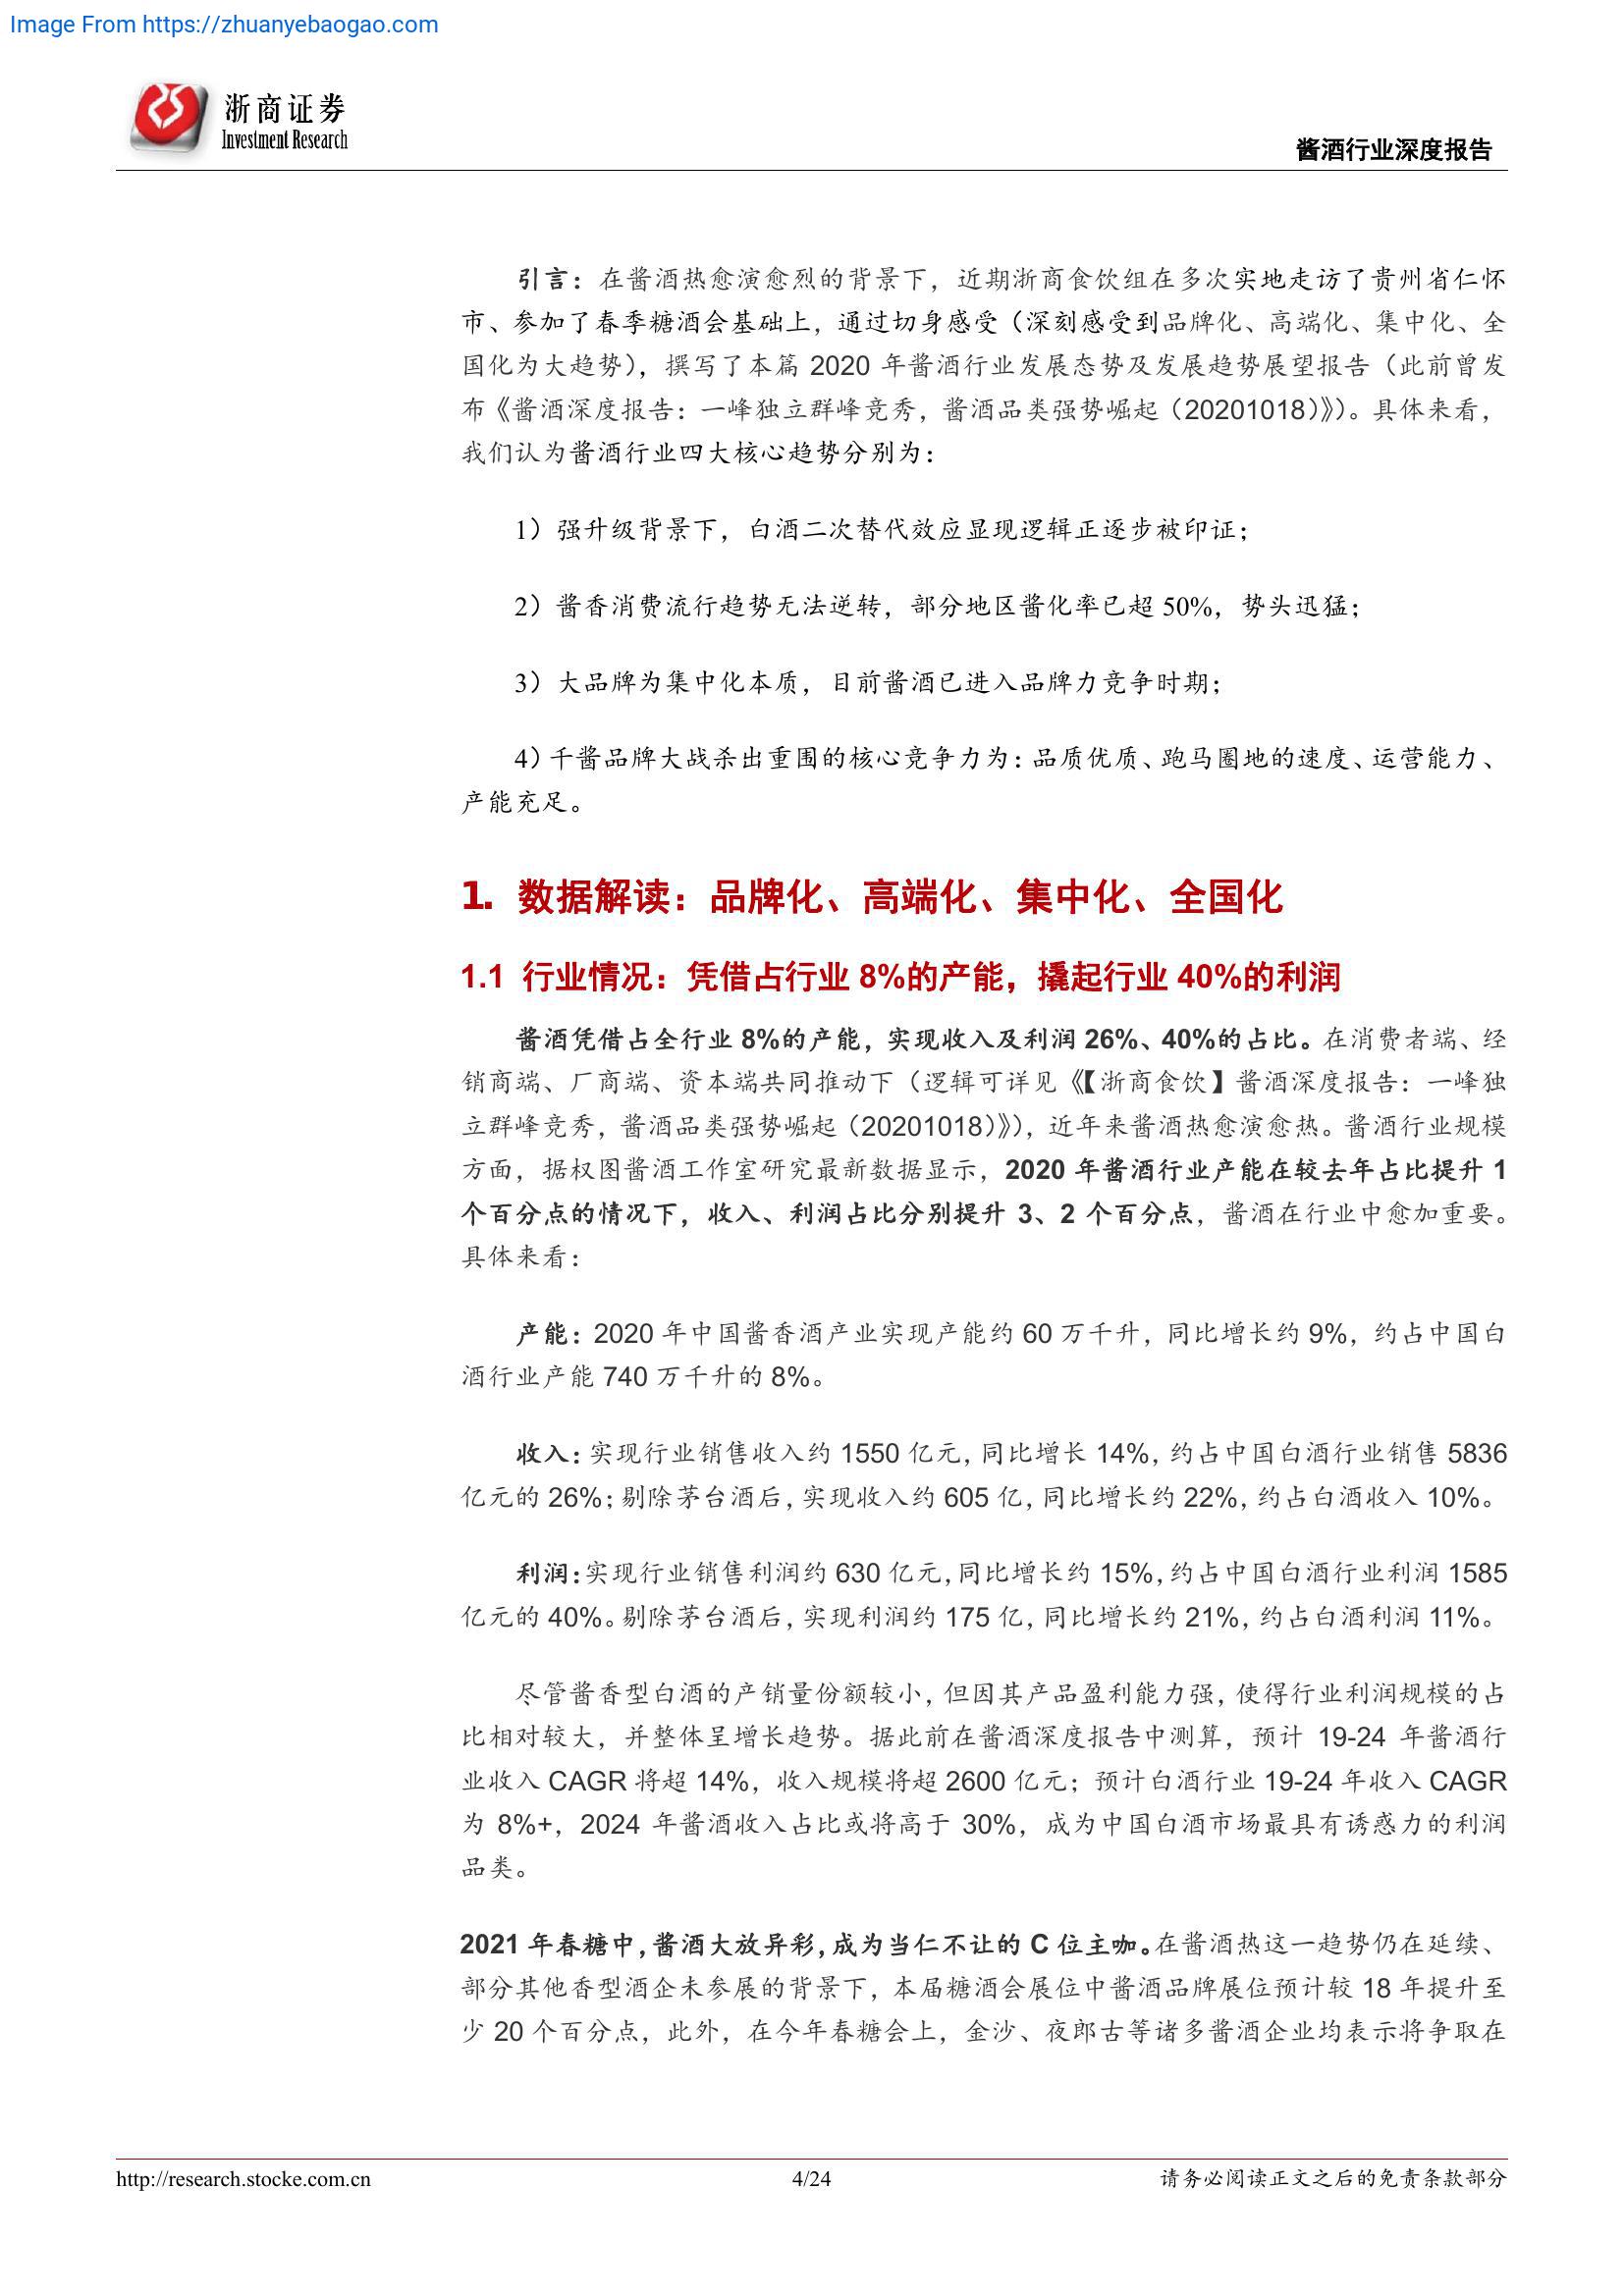 Image From https://zhuanyebaogao.com
浙商证券
Investment Research
酱酒行业深度报告
引言：在酱酒热愈演愈烈的背景下，近期浙商食饮组在多次实地走访了贵州省仁怀
市、参加了春季糖酒会基础上，通过切身感受（深刻感受到品牌化、高端化、集中化、全
国化为大趋势），撰写了本篇 2020 年酱酒行业发展态势及发展趋势展望报告（此前曾发
布《酱酒深度报告：一峰独立群峰竞秀，酱酒品类强势崛起（20201018）》）。具体来看，
我们认为酱酒行业四大核心趋势分别为：
1）强升级背景下，白酒二次替代效应显现逻辑正逐步被印证；
2）酱香消费流行趋势无法逆转，部分地区酱化率已超 50%，势头迅猛；
3）大品牌为集中化本质，目前酱酒已进入品牌力竞争时期；
4）千酱品牌大战杀出重围的核心竞争力为：品质优质、跑马圈地的速度、运营能力、
产能充足。
1. 数据解读：品牌化、高端化、集中化、全国化
1.1 行业情况：凭借占行业 8%的产能，撬起行业 40%的利润
酱酒凭借占全行业 8%的产能，实现收入及利润 26%、40%的占比。在消费者端、经
销商端、厂商端、资本端共同推动下（逻辑可详见《【浙商食饮】酱酒深度报告：一峰独
立群峰竞秀，酱酒品类强势崛起（20201018）》），近年来酱酒热愈演愈热。酱酒行业规模
方面，据权图酱酒工作室研究最新数据显示，2020 年酱酒行业产能在较去年占比提升 1
个百分点的情况下，收入、利润占比分别提升 3、2 个百分点，酱酒在行业中愈加重要。
具体来看：
产能：2020 年中国酱香酒产业实现产能约 60 万千升，同比增长约 9%，约占中国白
酒行业产能 740 万千升的 8%。
收入：实现行业销售收入约 1550 亿元，同比增长 14%，约占中国白酒行业销售 5836
亿元的 26%；剔除茅台酒后，实现收入约 605 亿，同比增长约 22%，约占白酒收入 10%。
利润：实现行业销售利润约 630 亿元，同比增长约 15%，约占中国白酒行业利润 1585
亿元的 40%。剔除茅台酒后，实现利润约 175 亿，同比增长约 21%，约占白酒利润 11%。
尽管酱香型白酒的产销量份额较小，但因其产品盈利能力强，使得行业利润规模的占
比相对较大，并整体呈增长趋势。据此前在酱酒深度报告中测算，预计 19-24 年酱酒行
业收入 CAGR 将超 14%，收入规模将超 2600 亿元；预计白酒行业 19-24 年收入 CAGR
为 8%+，2024 年酱酒收入占比或将高于 30%，成为中国白酒市场最具有诱惑力的利润
品类。
2021 年春糖中，酱酒大放异彩，成为当仁不让的 C 位主咖。在酱酒热这一趋势仍在延续、
部分其他香型酒企未参展的背景下，本届糖酒会展位中酱酒品牌展位预计较 18 年提升至
少 20 个百分点，此外，在今年春糖会上，金沙、夜郎古等诸多酱酒企业均表示将争取在
http://research.stocke.com.cn
4/24
请务必阅读正文之后的免责条款部分